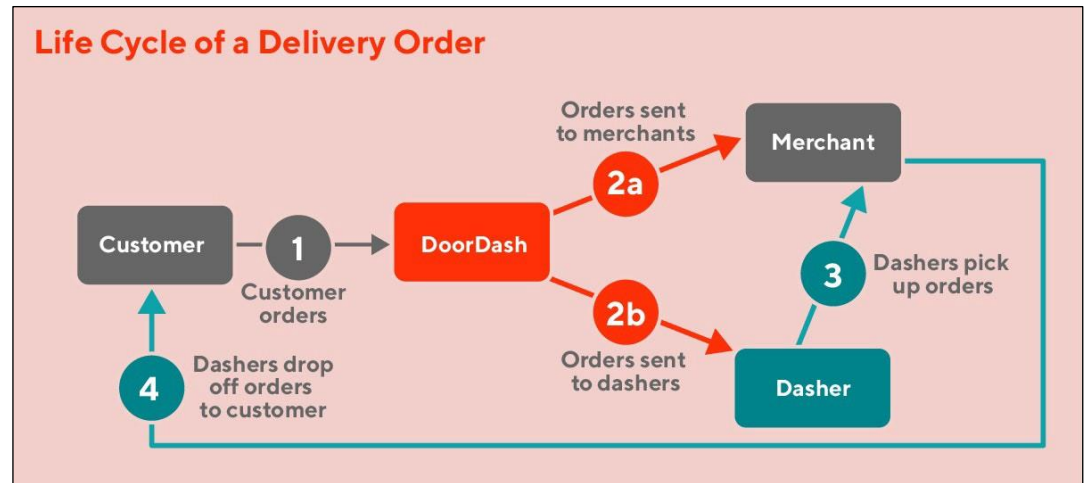 Life Cycle of a Delivery Order
Customer
1
Customer
orders
DoorDash
Orders sent
to merchants
2a
Merchant
2b
Orders sent
to dashers
Dasher
3
Dashers pick
up orders
4
Dashers drop
off orders
to customer